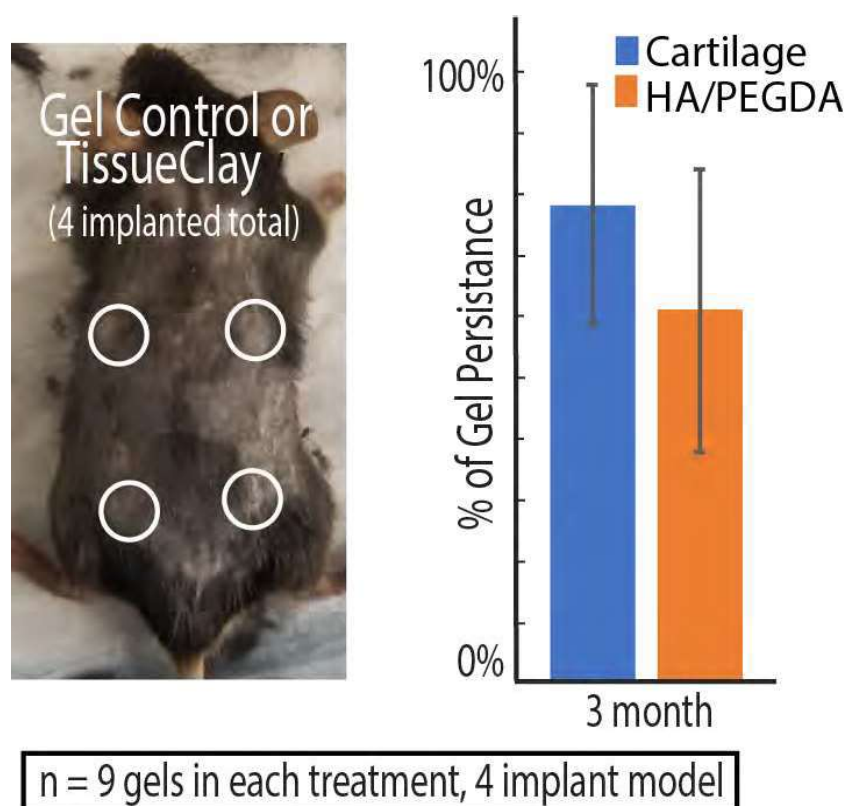 Gel Control or
TissueClay
(4 implanted total)
% of Gel Persistance
100%
0%
Cartilage
HA/PEGDA
3 month
n = 9 gels in each treatment, 4 implant model